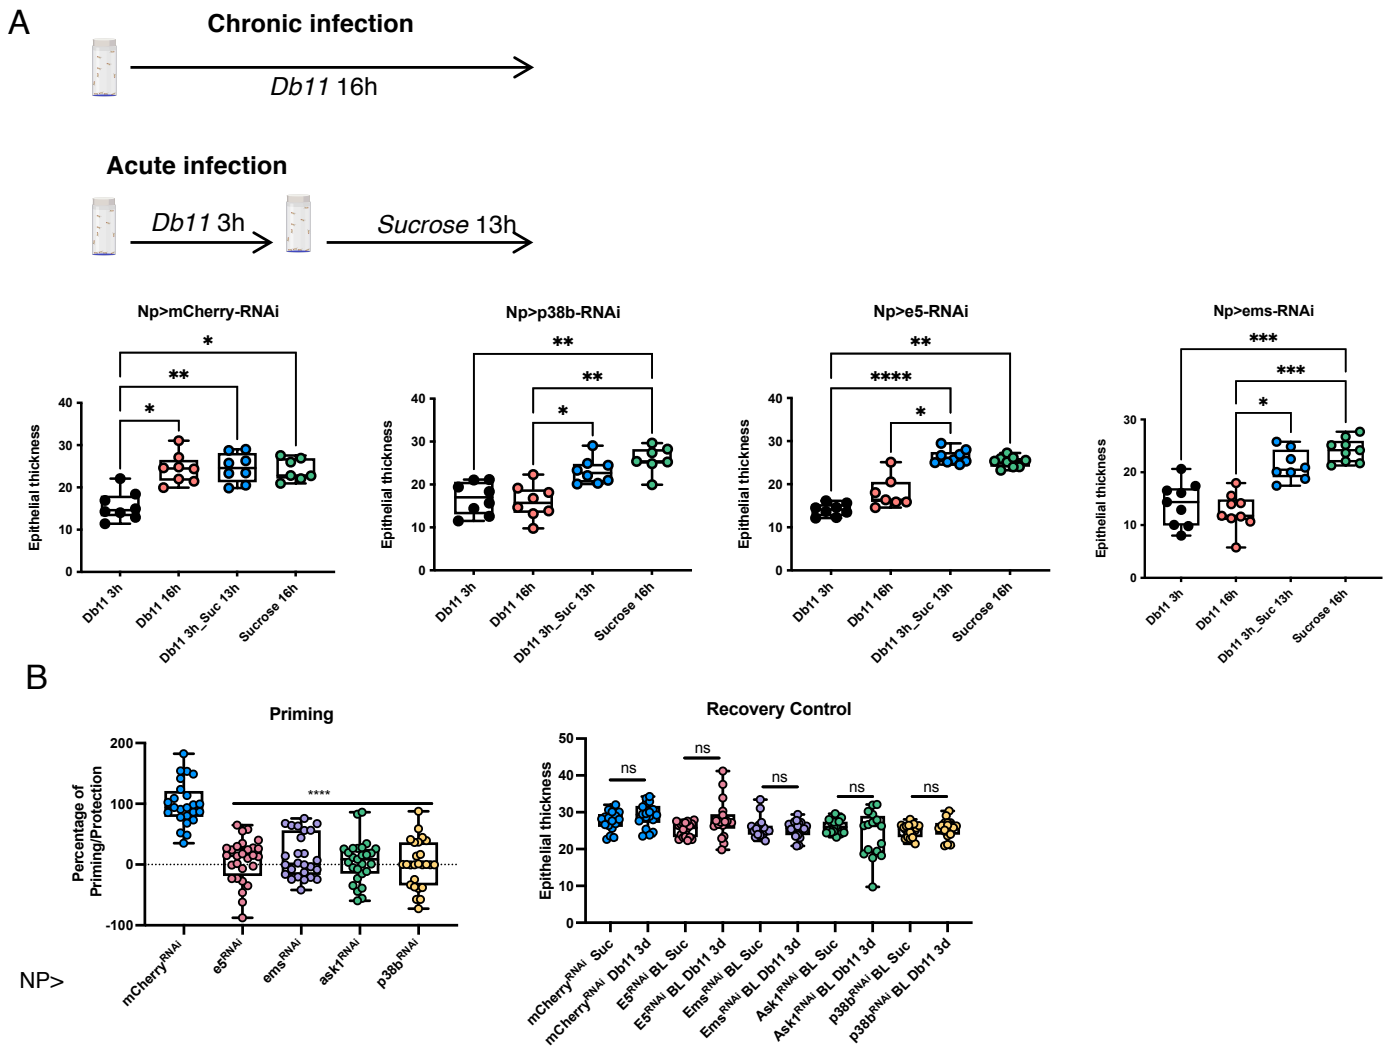 A
Chronic infection
Db11 16h
Acute infection
Db11 3h
Sucrose 13h
Np>mCherry-RNAi
*
**
*
Epithelial thickness
40
30
20
10
0
Db11 3h
Db11 16h
Db11 3h_Suc 13h
Sucrose 16h
Np>p38b-RNAi
**
**
*
Epithelial thickness
40
30
20
10
0
Db11 3h
Db11 16h
Db11 3h_Suc 13h
Sucrose 16h
Np>e5-RNAi
**
****
*
Epithelial thickness
40
30
20
10
0
Db11 3h
Db11 16h
Db11 3h_Suc 13h
Sucrose 16h
Np>ems-RNAi
***
***
*
Epithelial thickness
30
20
10
0
Db11 3h
Db11 16h
Db11 3h_Suc 13h
Sucrose 16h
B
Priming
Percentage of
Priming/Protection
200
100
0
-100
****
NP>
mCherryRNAi
e5RNAi
emsRNAi
ask1RNAi
p38bRNAi
Recovery Control
Epithelial thickness
50
40
30
20
10
0
ns
ns
ns
ns
ns
mCherryRNAi Suc
mCherryRNAi Db11 3d
E5RNAi BL Suc
E5RNAi BL Db11 3d
EmsRNAi BL Suc
EmsRNAi BL Db11 3d
Ask1RNAi BL Suc
Ask1RNAi BL Db11 3d
p38bRNAi BL Suc
p38bRNAi BL Db11 3d